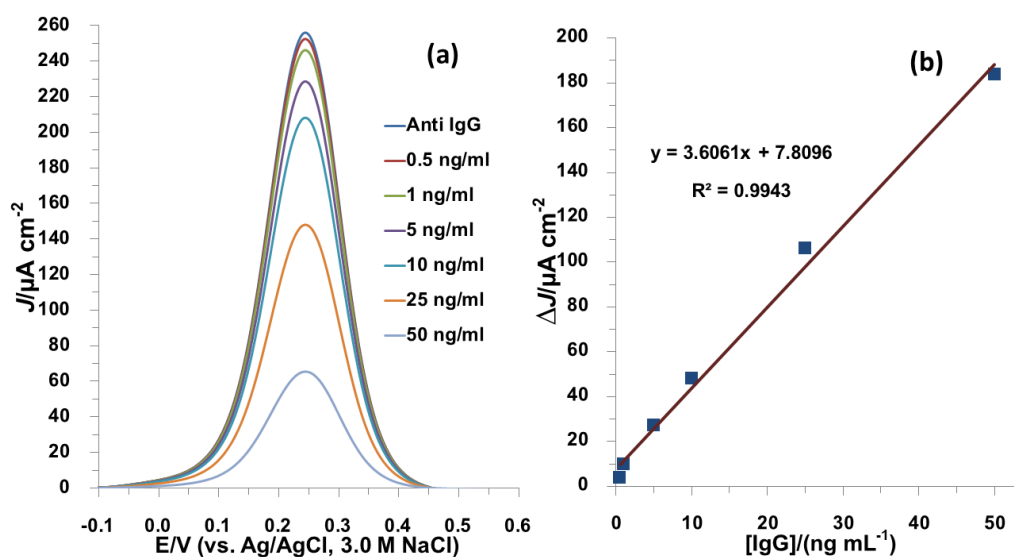 (a)
J/µA cm⁻²
260
240
220
200
180
160
140
120
100
80
60
40
20
0
Anti IgG
0.5 ng/ml
1 ng/ml
5 ng/ml
10 ng/ml
25 ng/ml
50 ng/ml
-0.1 0.0 0.1 0.2 0.3 0.4 0.5 0.6
E/V (vs. Ag/AgCl, 3.0 M NaCl)
(b)
ΔJ/µA cm⁻²
200
180
160
140
120
100
80
60
40
20
0
y = 3.6061x + 7.8096
R² = 0.9943
0 10 20 30 40 50
[IgG]/(ng mL⁻¹)